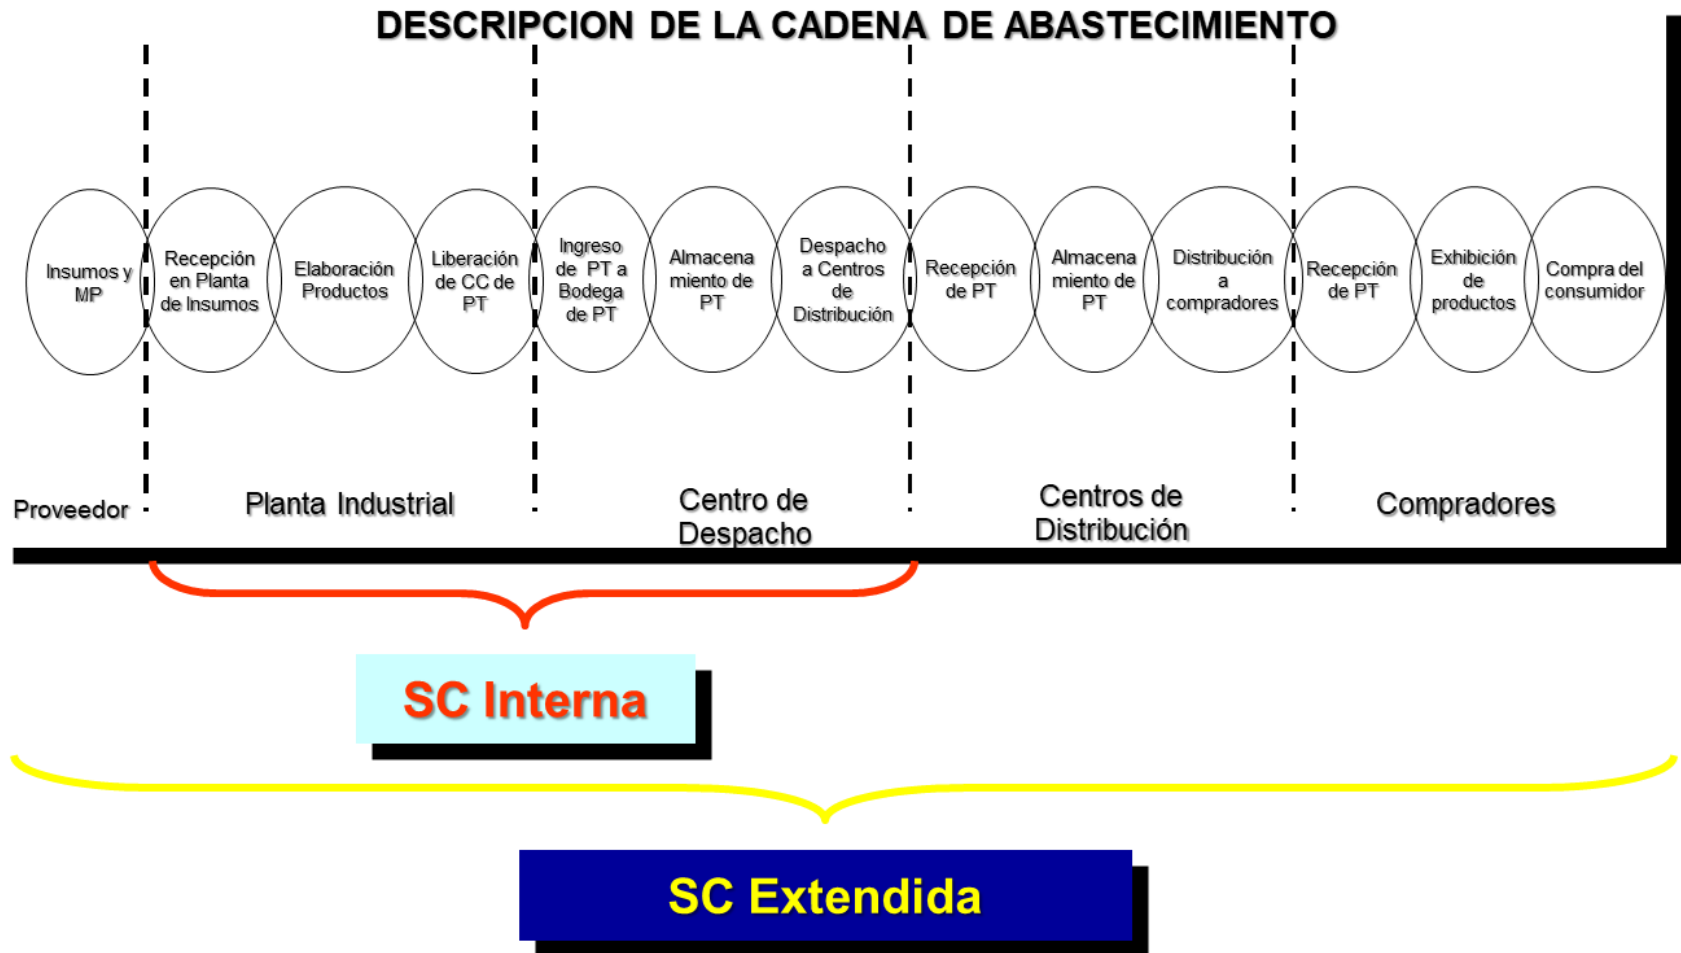 DESCRIPCION DE LA CADENA DE ABASTECIMIENTO
Insumos y
MP
Recepción
en Planta
de Insumos
Elaboración
Productos
Liberación
de CC de
PT
Ingreso
de PT a
Bodega
de PT
Almacena
miento de
PT
Despacho
a Centros
de
Distribución
Recepción
de PT
Almacena
miento de
PT
Distribución
a
compradores
Recepción
de PT
Exhibición
de
productos
Compra del
consumidor
Proveedor
Planta Industrial
Centro de
Despacho
Centros de
Distribución
Compradores
SC Interna
SC Extendida